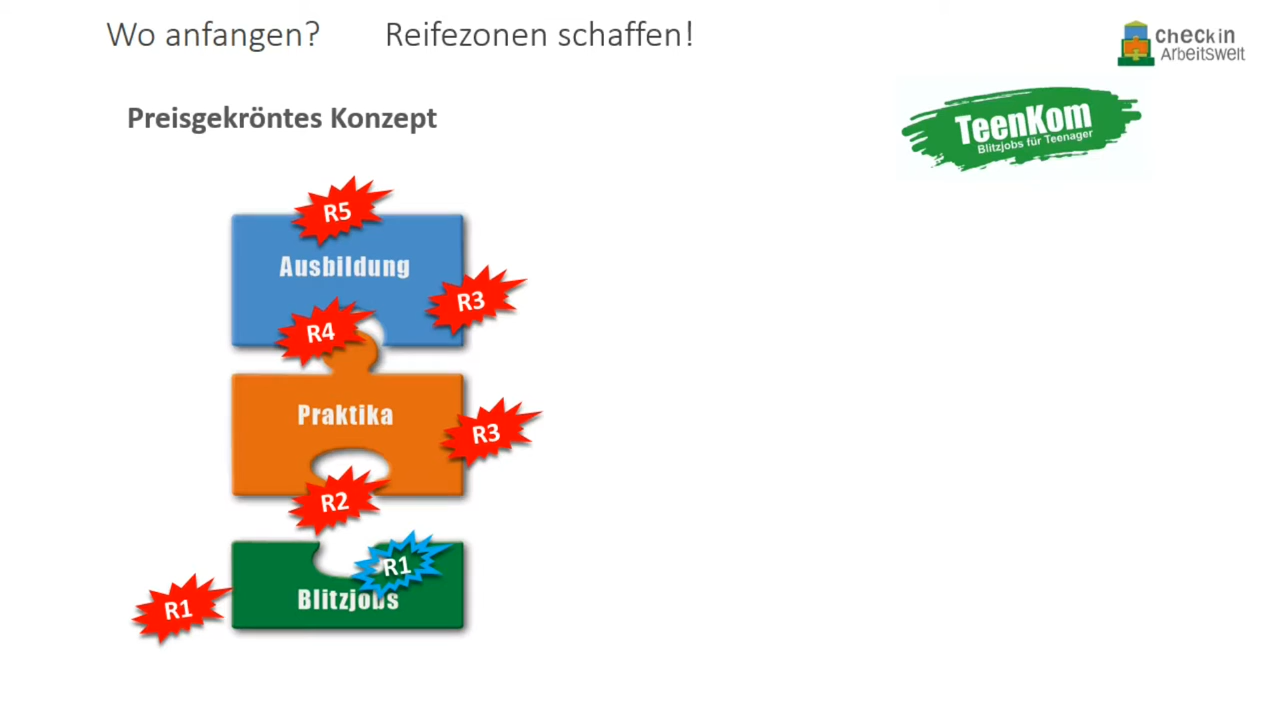 Wo anfangen? Reifezonen schaffen!
checkin
Arbeitswelt
Preisgekröntes Konzept
TeenKom
Blitzjobs für Teenager
R5
Ausbildung
R3
R4
Praktika
R3
R2
R1
Blitzjobs
R1